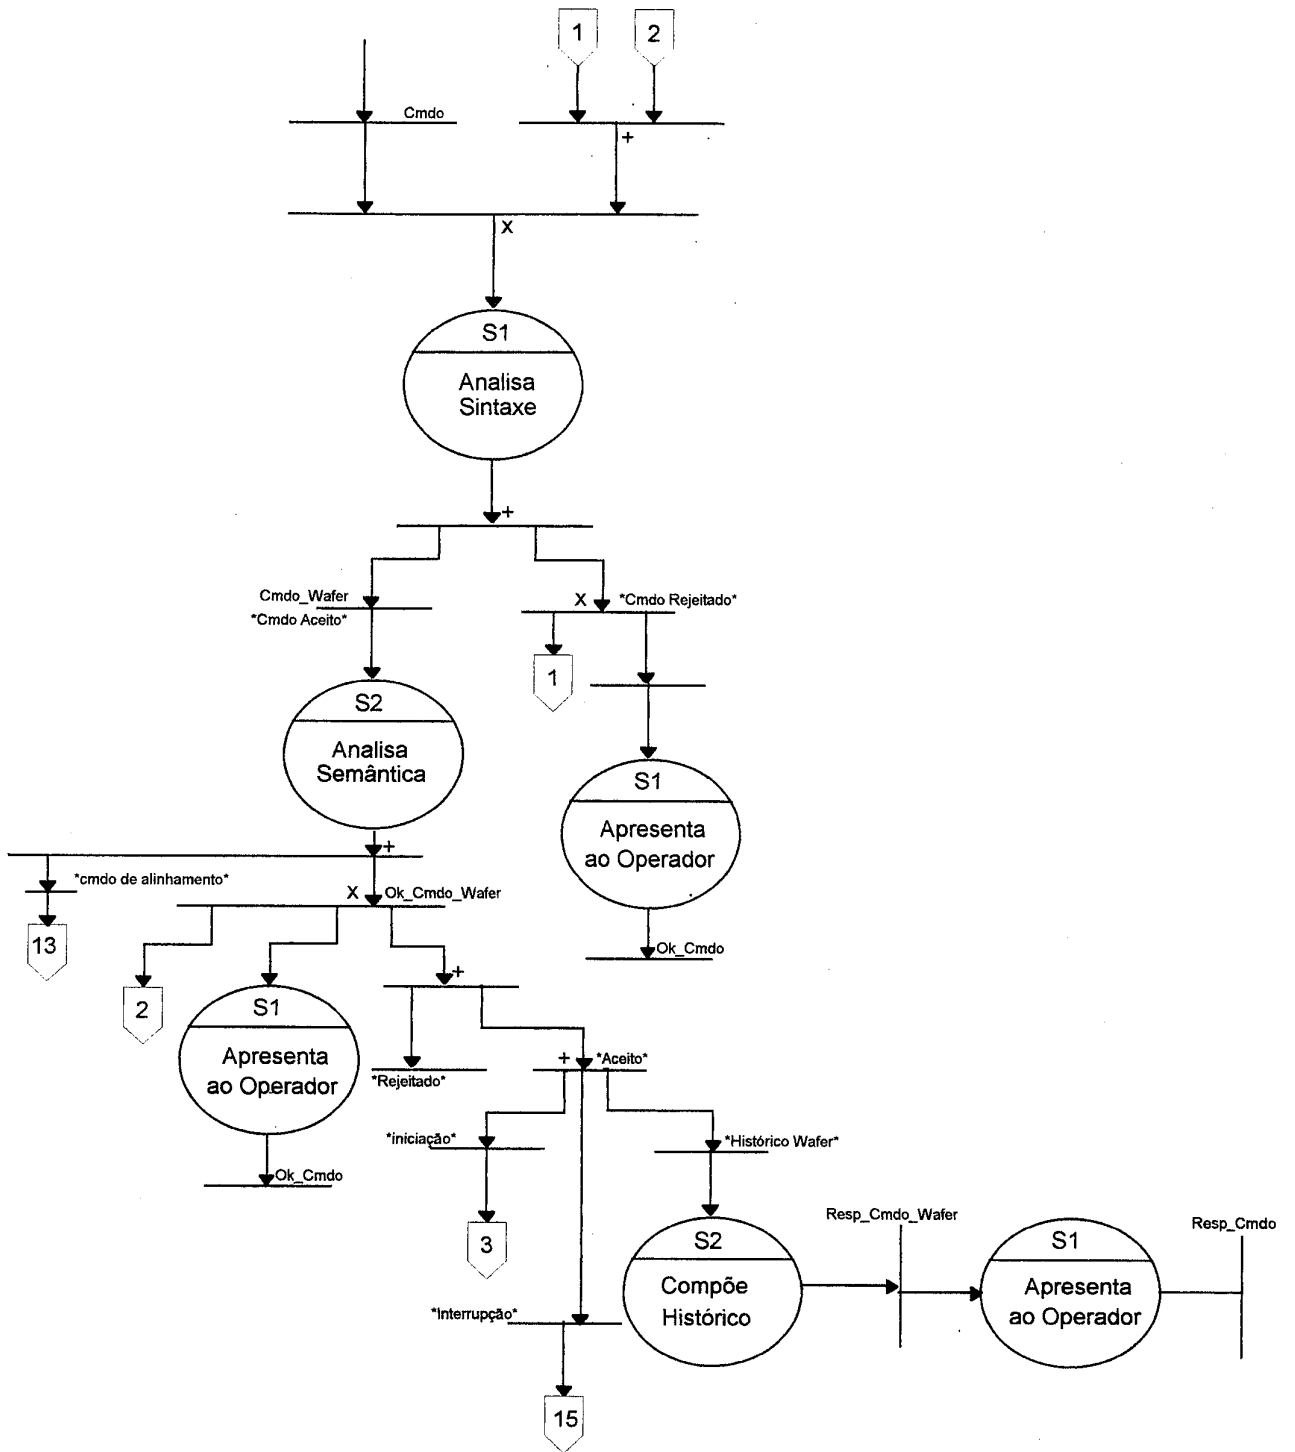 1
2
Cmdo
+
X
S1
Analisa
Sintaxe
+
Cmdo_Wafer
*Cmdo Aceito*
X
*Cmdo Rejeitado*
1
S2
Analisa
Semântica
S1
Apresenta
ao Operador
+
*cmdo de alinhamento*
X
Ok_Cmdo_Wafer
13
Ok_Cmdo
2
S1
Apresenta
ao Operador
+
*Rejeitado*
+
*Aceito*
Ok_Cmdo
*iniciação*
*Histórico Wafer*
3
S2
Compõe
Histórico
Resp_Cmdo_Wafer
S1
Apresenta
ao Operador
Resp_Cmdo
*Interrupção*
15